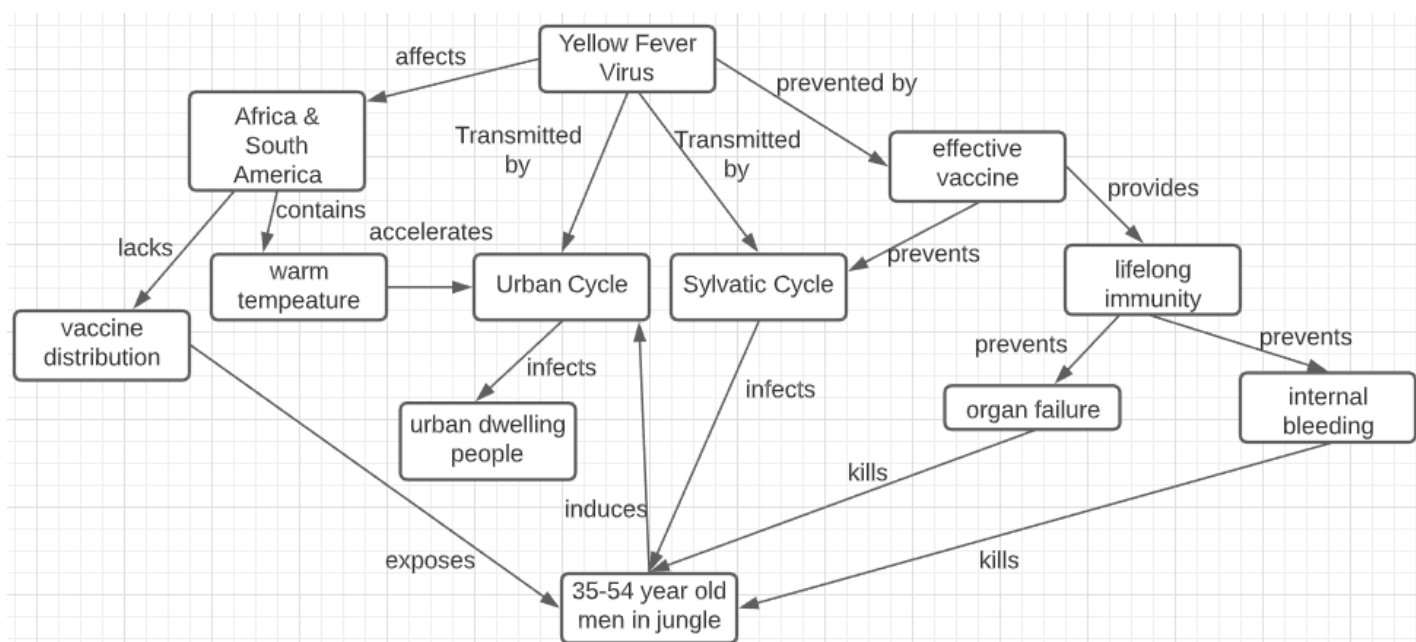 Yellow Fever
Virus
affects
prevented by
Africa &
South
America
Transmitted
by
Transmitted
by
effective
vaccine
provides
contains
lacks
accelerates
prevents
warm
tempeature
Urban Cycle
Sylvatic Cycle
lifelong
immunity
vaccine
distribution
prevents
prevents
infects
infects
urban dwelling
people
organ failure
internal
bleeding
kills
induces
exposes
kills
35-54 year old
men in jungle